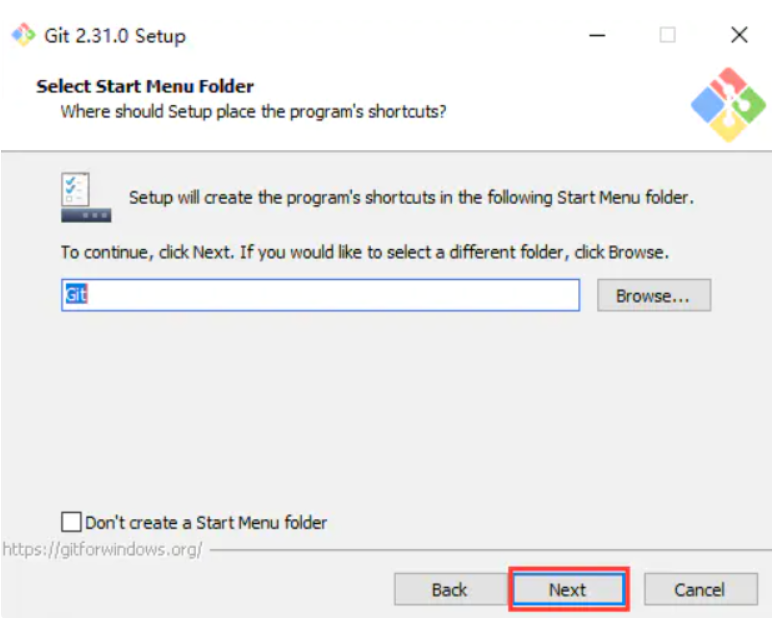 Git 2.31.0 Setup
Select Start Menu Folder
Where should Setup place the program's shortcuts?
Setup will create the program's shortcuts in the following Start Menu folder.
To continue, click Next. If you would like to select a different folder, click Browse.
Git
Browse...
Don't create a Start Menu folder
https://gitforwindows.org/
Back
Next
Cancel